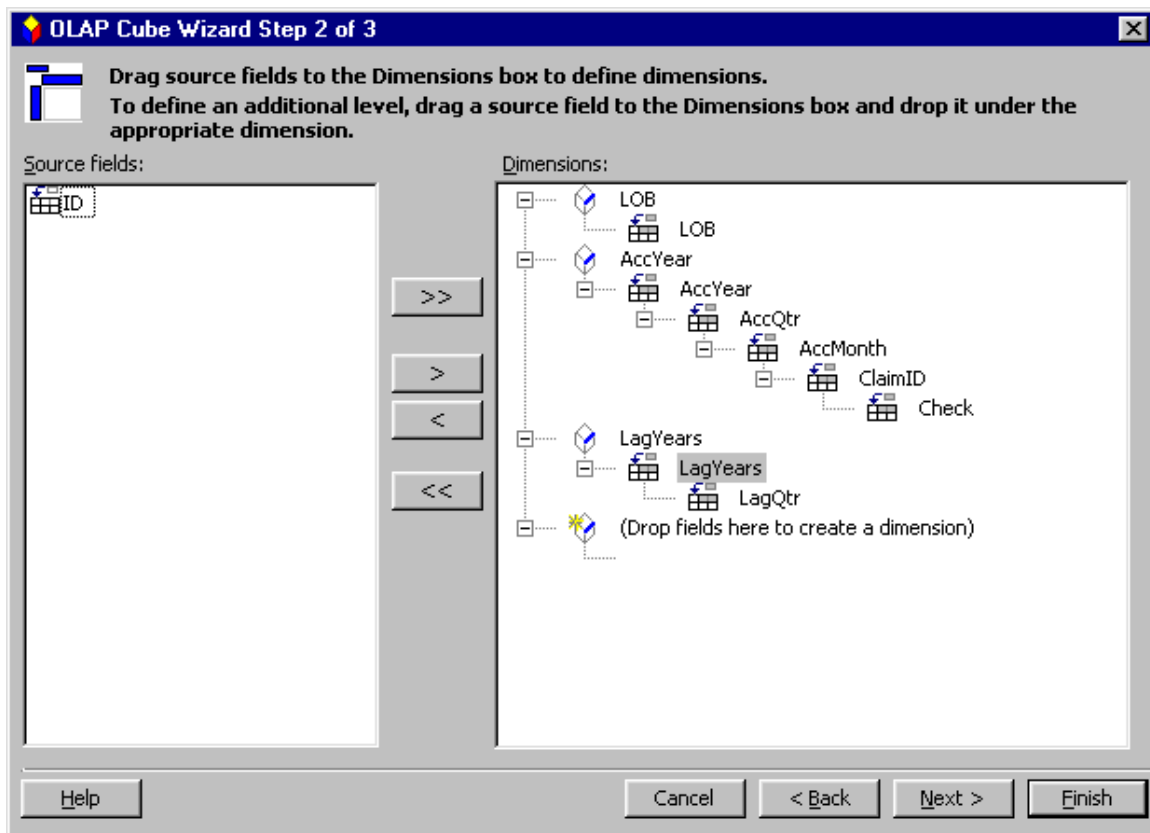 OLAP Cube Wizard Step 2 of 3
Drag source fields to the Dimensions box to define dimensions.
To define an additional level, drag a source field to the Dimensions box and drop it under the
appropriate dimension.
Source fields:
ID
>>
>
<
<<
Dimensions:
LOB
LOB
AccYear
AccYear
AccQtr
AccMonth
ClaimID
Check
LagYears
LagYears
LagQtr
(Drop fields here to create a dimension)
Help
Cancel
< Back
Next >
Finish